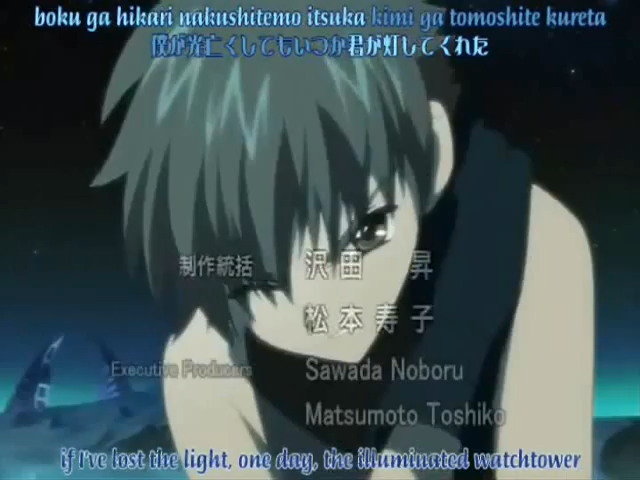 boku ga hikari nakushitemo itsuka kimi ga tomoshite kureta
僕が光亡くしてもいつか君が灯してくれた
制作統括 沢田 昇
松本寿子
Executive Producers Sawada Noboru
Matsumoto Toshiko
if I've lost the light, one day, the illuminated watchtower